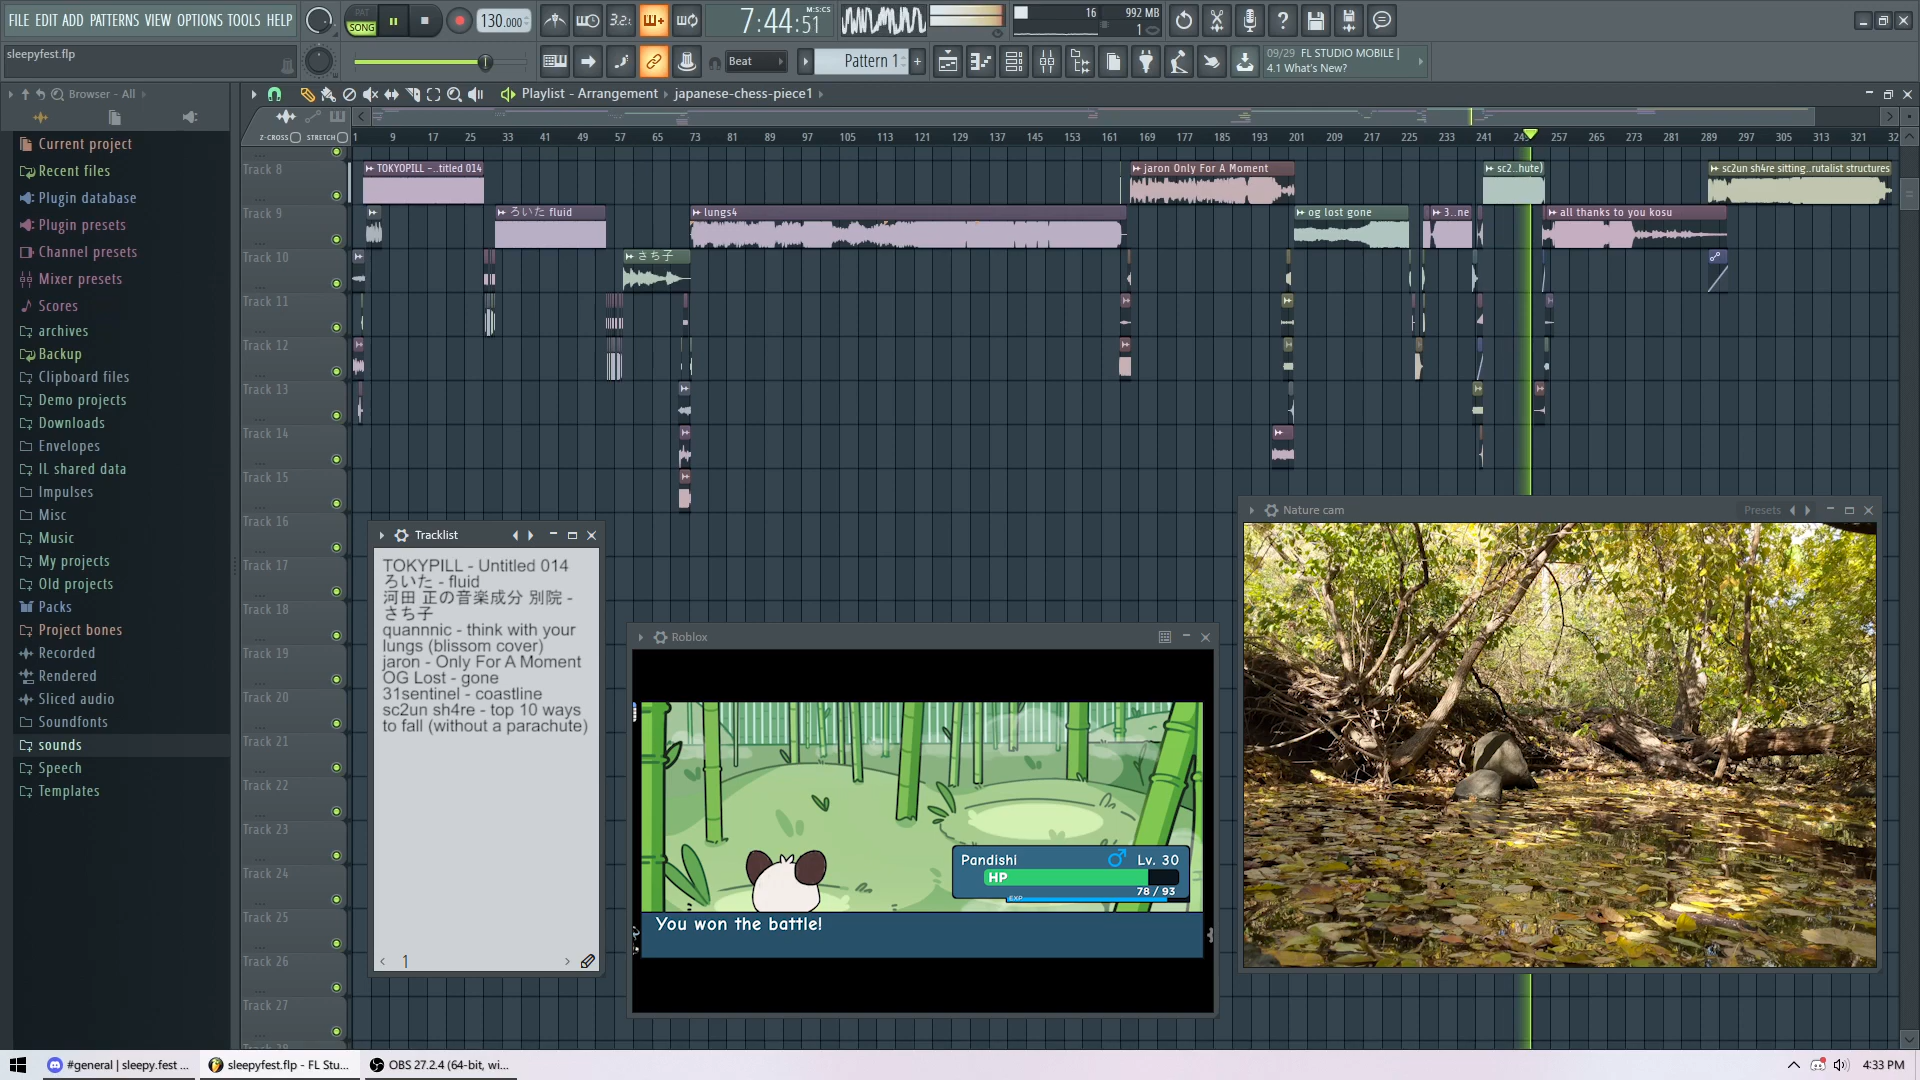 FILE EDIT ADD PATTERNS VIEW OPTIONS TOOLS HELP
PAT
SONG
130.000
3.2
7:44:51
M:S:CS
16
992 MB
1
sleepyfest.flp
Beat
Pattern 1
09/29 FL STUDIO MOBILE |
4.1 What's New?
Browser - All
Playlist - Arrangement
japanese-chess-piece1
Z-CROSS
STRETCH
1 9 17 25 33 41 49 57 65 73 81 89 97 105 113 121 129 137 145 153 161 169 177 185 193 201 209 217 225 233 241 24 257 265 273 281 289 297 305 313 321 32
Current project
Recent files
Plugin database
Plugin presets
Channel presets
Mixer presets
Scores
archives
Backup
Clipboard files
Demo projects
Downloads
Envelopes
IL shared data
Impulses
Misc
Music
My projects
Old projects
Packs
Project bones
Recorded
Rendered
Sliced audio
Soundfonts
sounds
Speech
Templates
Track 8
TOKYOPILL -..titled 014
jaron Only For A Moment
sc2..hute)
sc2un sh4re sitting..rutalist structures
Track 9
ろいた fluid
lungs4
og lost gone
3..ne
all thanks to you kosu
Track 10
さち子
Track 11
Track 12
Track 13
Track 14
Track 15
Track 16
Track 17
Track 18
Track 19
Track 20
Track 21
Track 22
Track 23
Track 24
Track 25
Track 26
Track 27
Tracklist
TOKYPILL - Untitled 014
ろいた - fluid
河田 正の音楽成分 別院 -
さち子
quannnic - think with your
lungs (blissom cover)
jaron - Only For A Moment
OG Lost - gone
31sentinel - coastline
sc2un sh4re - top 10 ways
to fall (without a parachute)
1
Roblox
Pandishi
Lv. 30
HP
78 / 93
EXP
You won the battle!
Nature cam
Presets
#general | sleepy.fest ...
sleepyfest.flp - FL Stu...
OBS 27.2.4 (64-bit, wi...
4:33 PM